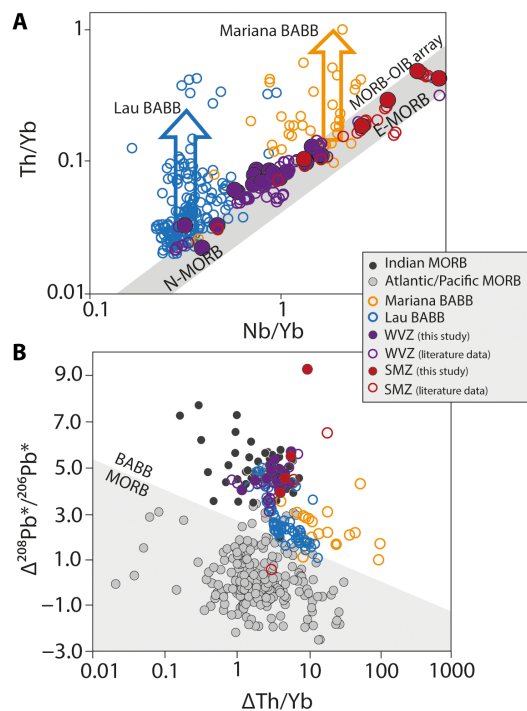 A
1
Mariana BABB
MORB-OIB array
Lau BABB
E-MORB
Th/Yb
0.1
N-MORB
0.01
0.1
1
Nb/Yb
Indian MORB
Atlantic/Pacific MORB
Mariana BABB
Lau BABB
WVZ (this study)
WVZ (literature data)
SMZ (this study)
SMZ (literature data)
B
9.0
7.0
5.0
3.0
1.0
−1.0
−3.0
BABB
MORB
Δ²⁰⁸Pb*/²⁰⁶Pb*
0.01
0.1
1
10
100
1000
ΔTh/Yb